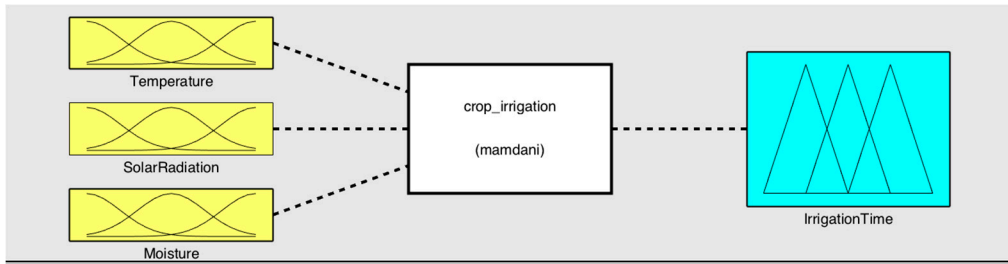 Temperature
SolarRadiation
Moisture
crop_irrigation
(mamdani)
IrrigationTime